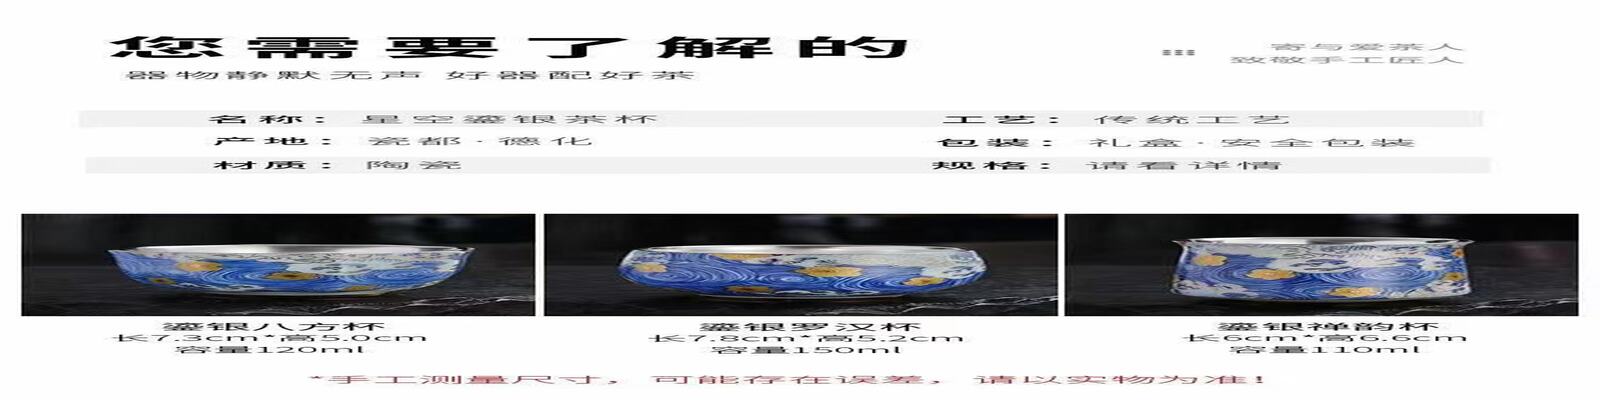 您需要了解的
器物静默无声 好器配好茶
寄与爱茶人
致敬手工匠人
名称：星空鎏银茶杯
工艺：传统工艺
产地：瓷都·德化
包装：礼盒·安全包装
材质：陶瓷
规格：请看详情
鎏银八方杯
长7.3cm*高5.0cm
容量120ml
鎏银罗汉杯
长7.8cm*高5.2cm
容量150ml
鎏银禅韵杯
长6cm*高6.6cm
容量110ml
*手工测量尺寸，可能存在误差，请以实物为准！